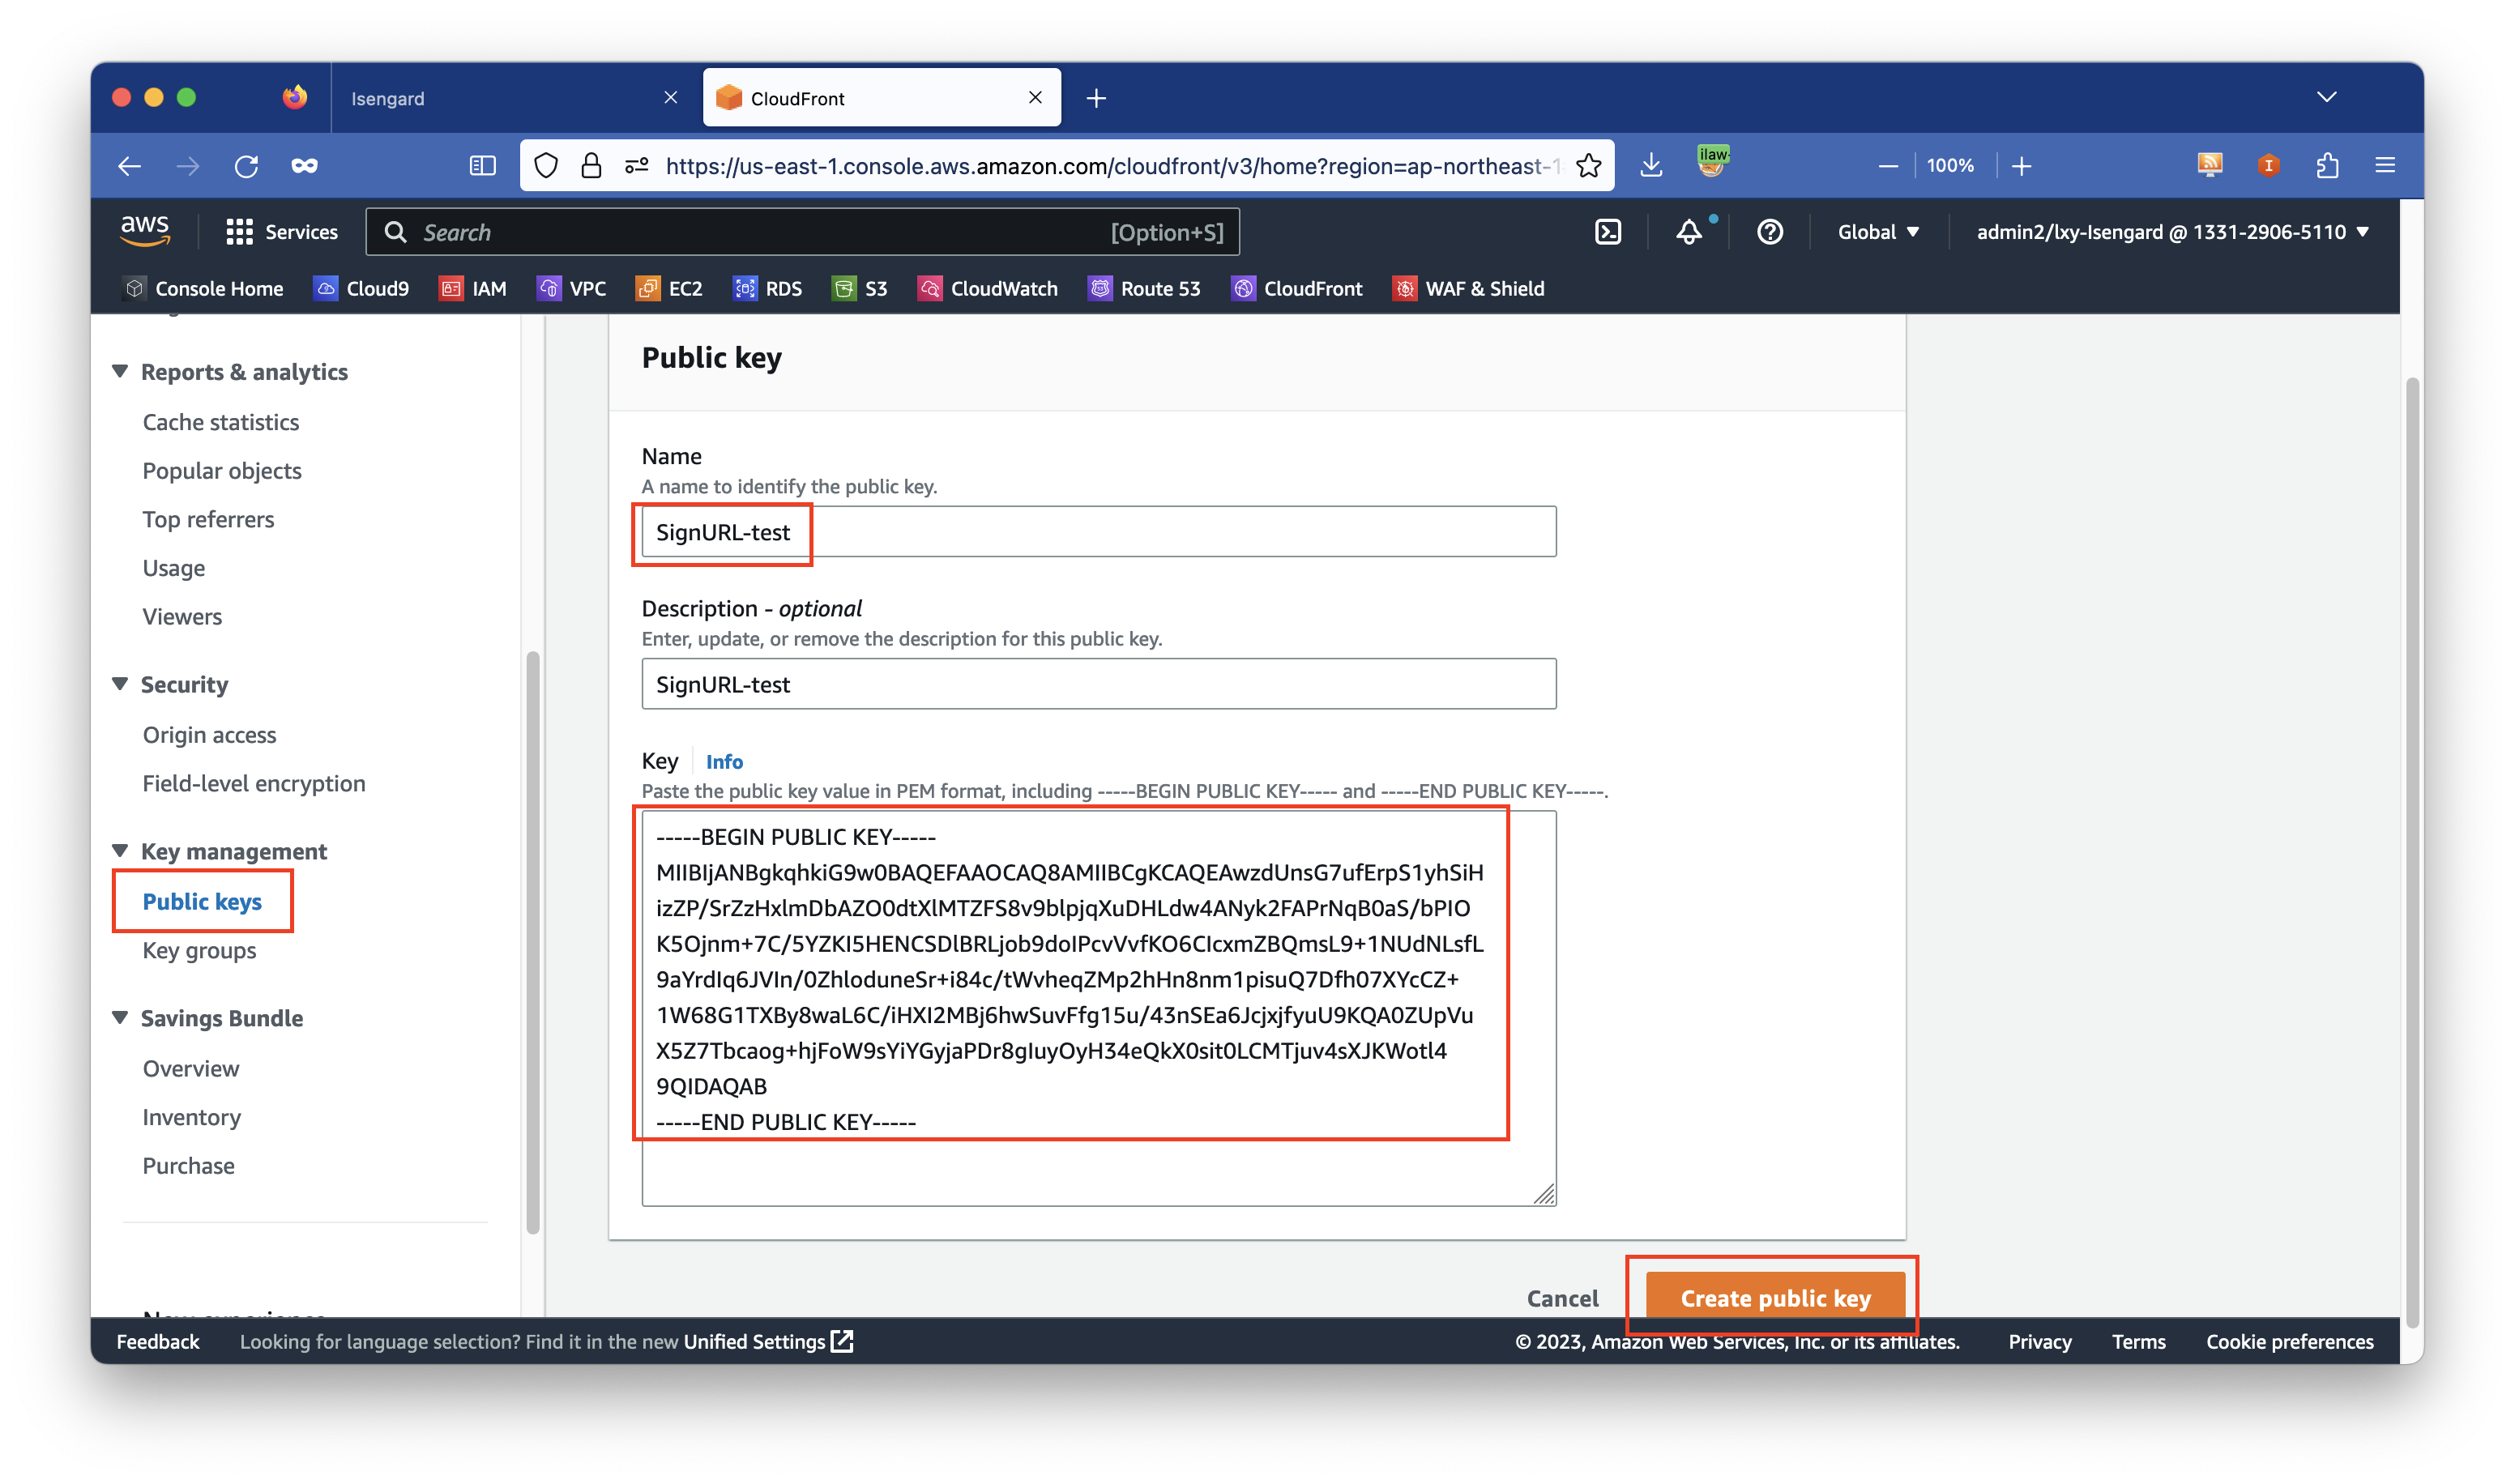 Isengard
CloudFront
https://us-east-1.console.aws.amazon.com/cloudfront/v3/home?region=ap-northeast-1
ilaw
100%
aws
Services
Search
[Option+S]
Global
admin2/lxy-Isengard @ 1331-2906-5110
Console Home
Cloud9
IAM
VPC
EC2
RDS
S3
CloudWatch
Route 53
CloudFront
WAF & Shield
Reports & analytics
Cache statistics
Popular objects
Top referrers
Usage
Viewers
Security
Origin access
Field-level encryption
Key management
Public keys
Key groups
Savings Bundle
Overview
Inventory
Purchase
Public key
Name
A name to identify the public key.
SignURL-test
Description - optional
Enter, update, or remove the description for this public key.
SignURL-test
Key
Info
Paste the public key value in PEM format, including -----BEGIN PUBLIC KEY----- and -----END PUBLIC KEY-----.
-----BEGIN PUBLIC KEY-----
MIIBIjANBgkqhkiG9w0BAQEFAAOCAQ8AMIIBCgKCAQEAwzdUnsG7ufErpS1yhSiH
izZP/SrZzHxlmDbAZO0dtXlMTZFS8v9blpjqXuDHLdw4ANyk2FAPrNqB0aS/bPIO
K5Ojnm+7C/5YZKI5HENCSDlBRLjob9doIPcvVvfKO6CIcxmZBQmsL9+1NUdNLsfL
9aYrdIq6JVIn/0ZhloduneSr+i84c/tWvheqZMp2hHn8nm1pisuQ7Dfh07XYcCZ+
1W68G1TXBy8waL6C/iHXI2MBj6hwSuvFfg15u/43nSEa6JcjxjfyuU9KQA0ZUpVu
X5Z7Tbcaog+hjFoW9sYiYGyjaPDr8gIuyOyH34eQkX0sit0LCMTjuv4sXJKWotl4
9QIDAQAB
-----END PUBLIC KEY-----
Cancel
Create public key
Feedback
Looking for language selection? Find it in the new Unified Settings
© 2023, Amazon Web Services, Inc. or its affiliates.
Privacy
Terms
Cookie preferences